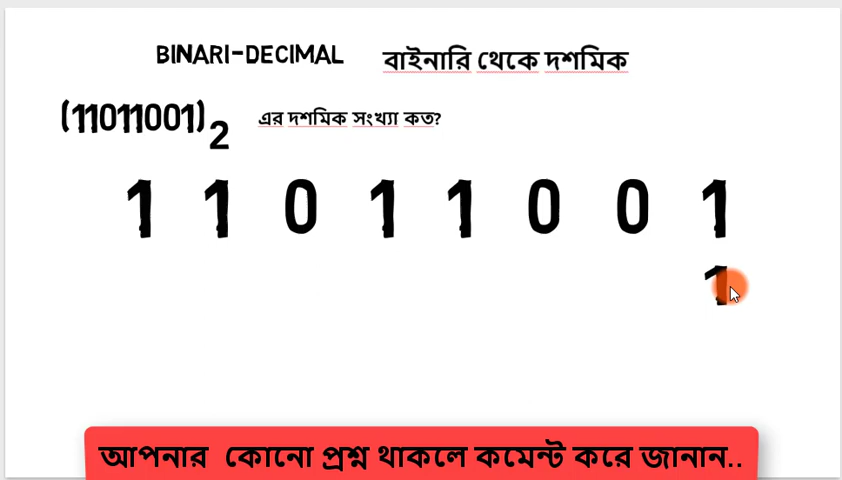 BINARI-DECIMAL বাইনারি থেকে দশমিক
(11011001)2 এর দশমিক সংখ্যা কত?
1 1 0 1 1 0 0 1
1
আপনার কোনো প্রশ্ন থাকলে কমেন্ট করে জানান..